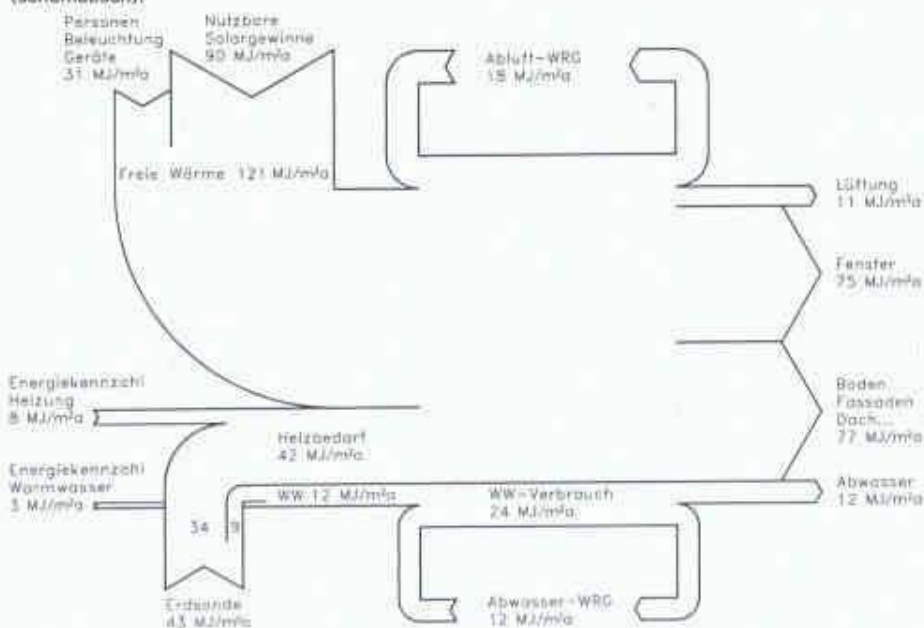 (schematisch).
Personen
Beleuchtung
Geräte
31 MJ/m²a
Nutzbare
Solargewinne
90 MJ/m²a
Abluft-WRG
18 MJ/m²a
Freie Wärme 121 MJ/m²a
Lüftung
11 MJ/m²a
Fenster
75 MJ/m²a
Energiekennzahl
Heizung
8 MJ/m²a
Boden
Fassaden
Dach...
77 MJ/m²a
Heizbedarf
42 MJ/m²a
Energiekennzahl
Warmwasser
3 MJ/m²a
WW 12 MJ/m²a
WW-Verbrauch
24 MJ/m²a
Abwasser
12 MJ/m²a
34
9
Erdsonde
43 MJ/m²a
Abwasser-WRG
12 MJ/m²a